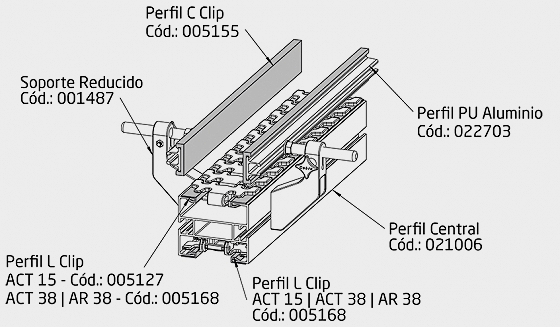 Perfil C Clip
Cód.: 005155
Soporte Reducido
Cód.: 001487
Perfil PU Aluminio
Cód.: 022703
Perfil Central
Cód.: 021006
Perfil L Clip
ACT 15 - Cód.: 005127
ACT 38 | AR 38 - Cód.: 005168
Perfil L Clip
ACT 15 | ACT 38 | AR 38
Cód.: 005168